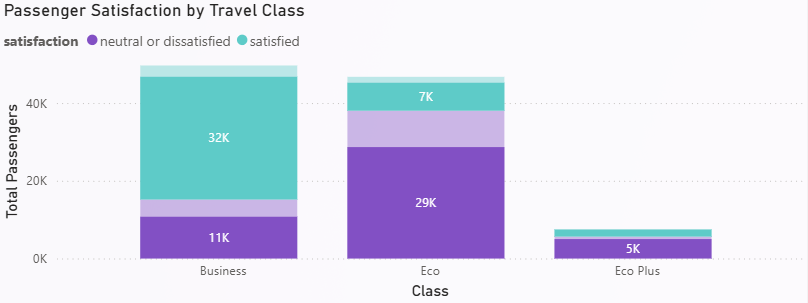 Passenger Satisfaction by Travel Class
satisfaction neutral or dissatisfied satisfied
Total Passengers
40K
20K
0K
32K
11K
7K
29K
5K
Business Eco Eco Plus
Class